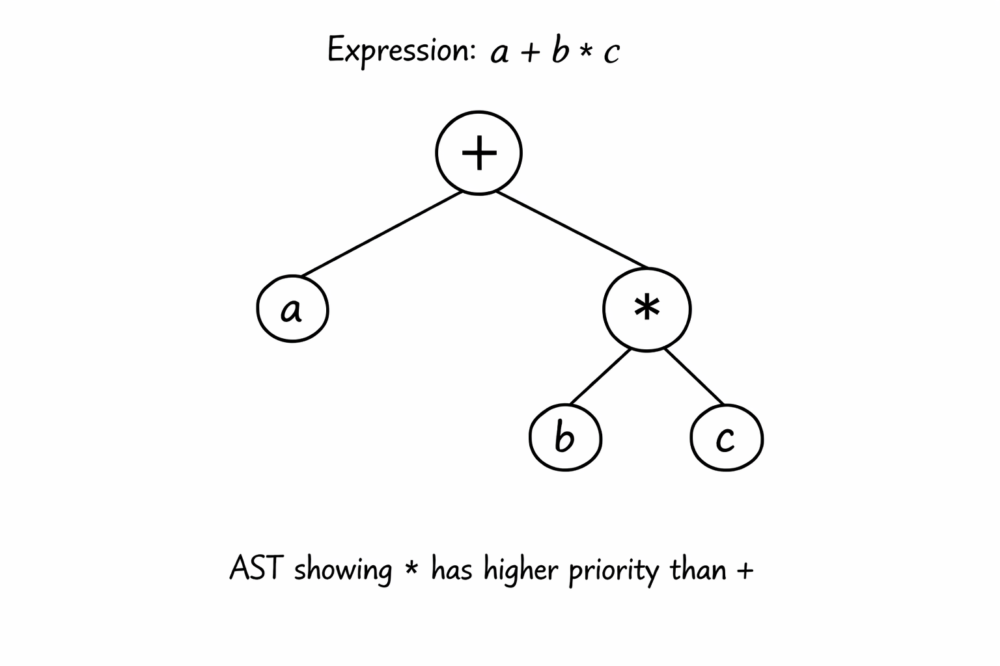 Expression: a + b * c
+
a
*
b c
AST showing * has higher priority than +